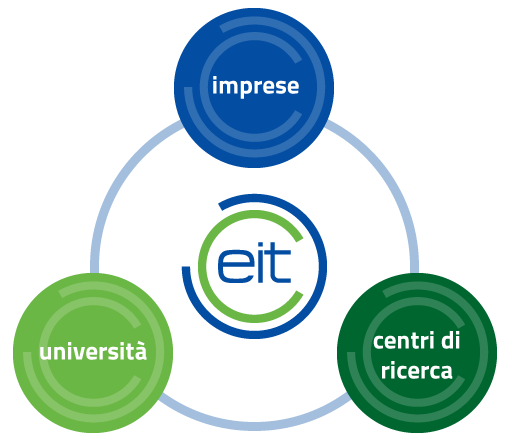 imprese
eit
università
centri di
ricerca